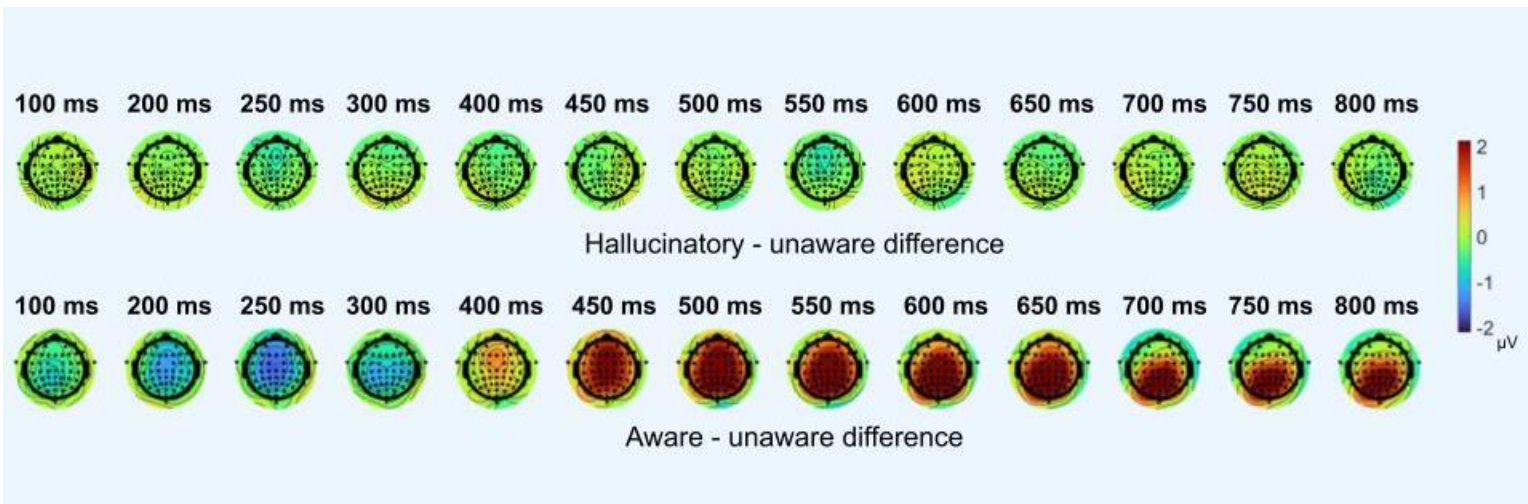 100 ms 200 ms 250 ms 300 ms 400 ms 450 ms 500 ms 550 ms 600 ms 650 ms 700 ms 750 ms 800 ms
2
1
0
-1
-2
µV
Hallucinatory - unaware difference
100 ms 200 ms 250 ms 300 ms 400 ms 450 ms 500 ms 550 ms 600 ms 650 ms 700 ms 750 ms 800 ms
Aware - unaware difference